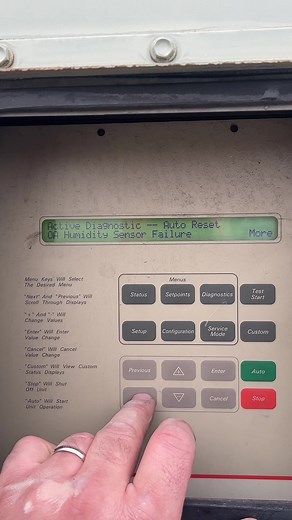 Active Diagnostic -- Auto Reset
OA Humidity Sensor Failure More
Menu Keys Will Select
The Desired Menu
"Next" And "Previous" Will
Scroll Through Displays
"+" And "-" Will
Change Values
"Enter" Will Enter
Value Change
"Cancel" Will Cancel
Value Change
"Custom" Will View Custom
Status Displays
"Stop" Will Shut
Off Unit
"Auto" Will Start
Unit Operation
Menus
Status
Setpoints
Diagnostics
Test
Start
Setup
Configuration
Service
Mode
Custom
Previous
+
Enter
Auto
-
Cancel
Stop